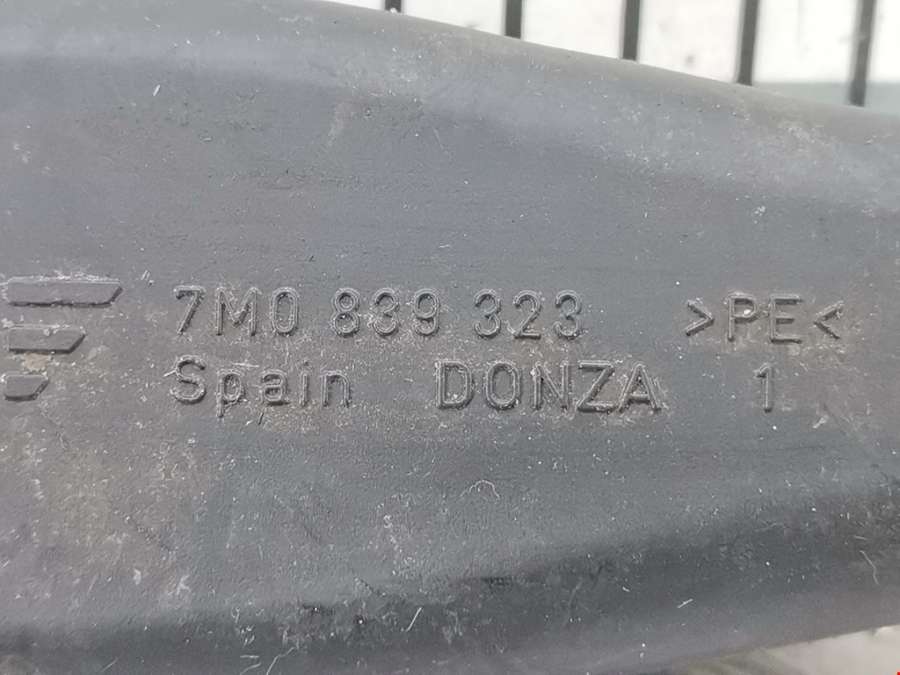 7M0 839 323 >PE<
Spain DONZA 1